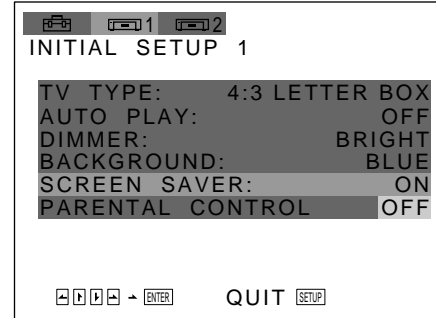 1 2
INITIAL SETUP 1
TV TYPE: 4:3 LETTER BOX
AUTO PLAY: OFF
DIMMER: BRIGHT
BACKGROUND: BLUE
SCREEN SAVER: ON
PARENTAL CONTROL OFF
ENTER QUIT SETUP